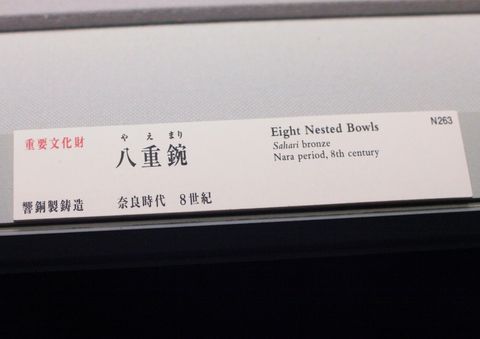 重要文化財
やえまり
八重鋺
響銅製鋳造 奈良時代 8世紀
Eight Nested Bowls
Sahari bronze
Nara period, 8th century
N263